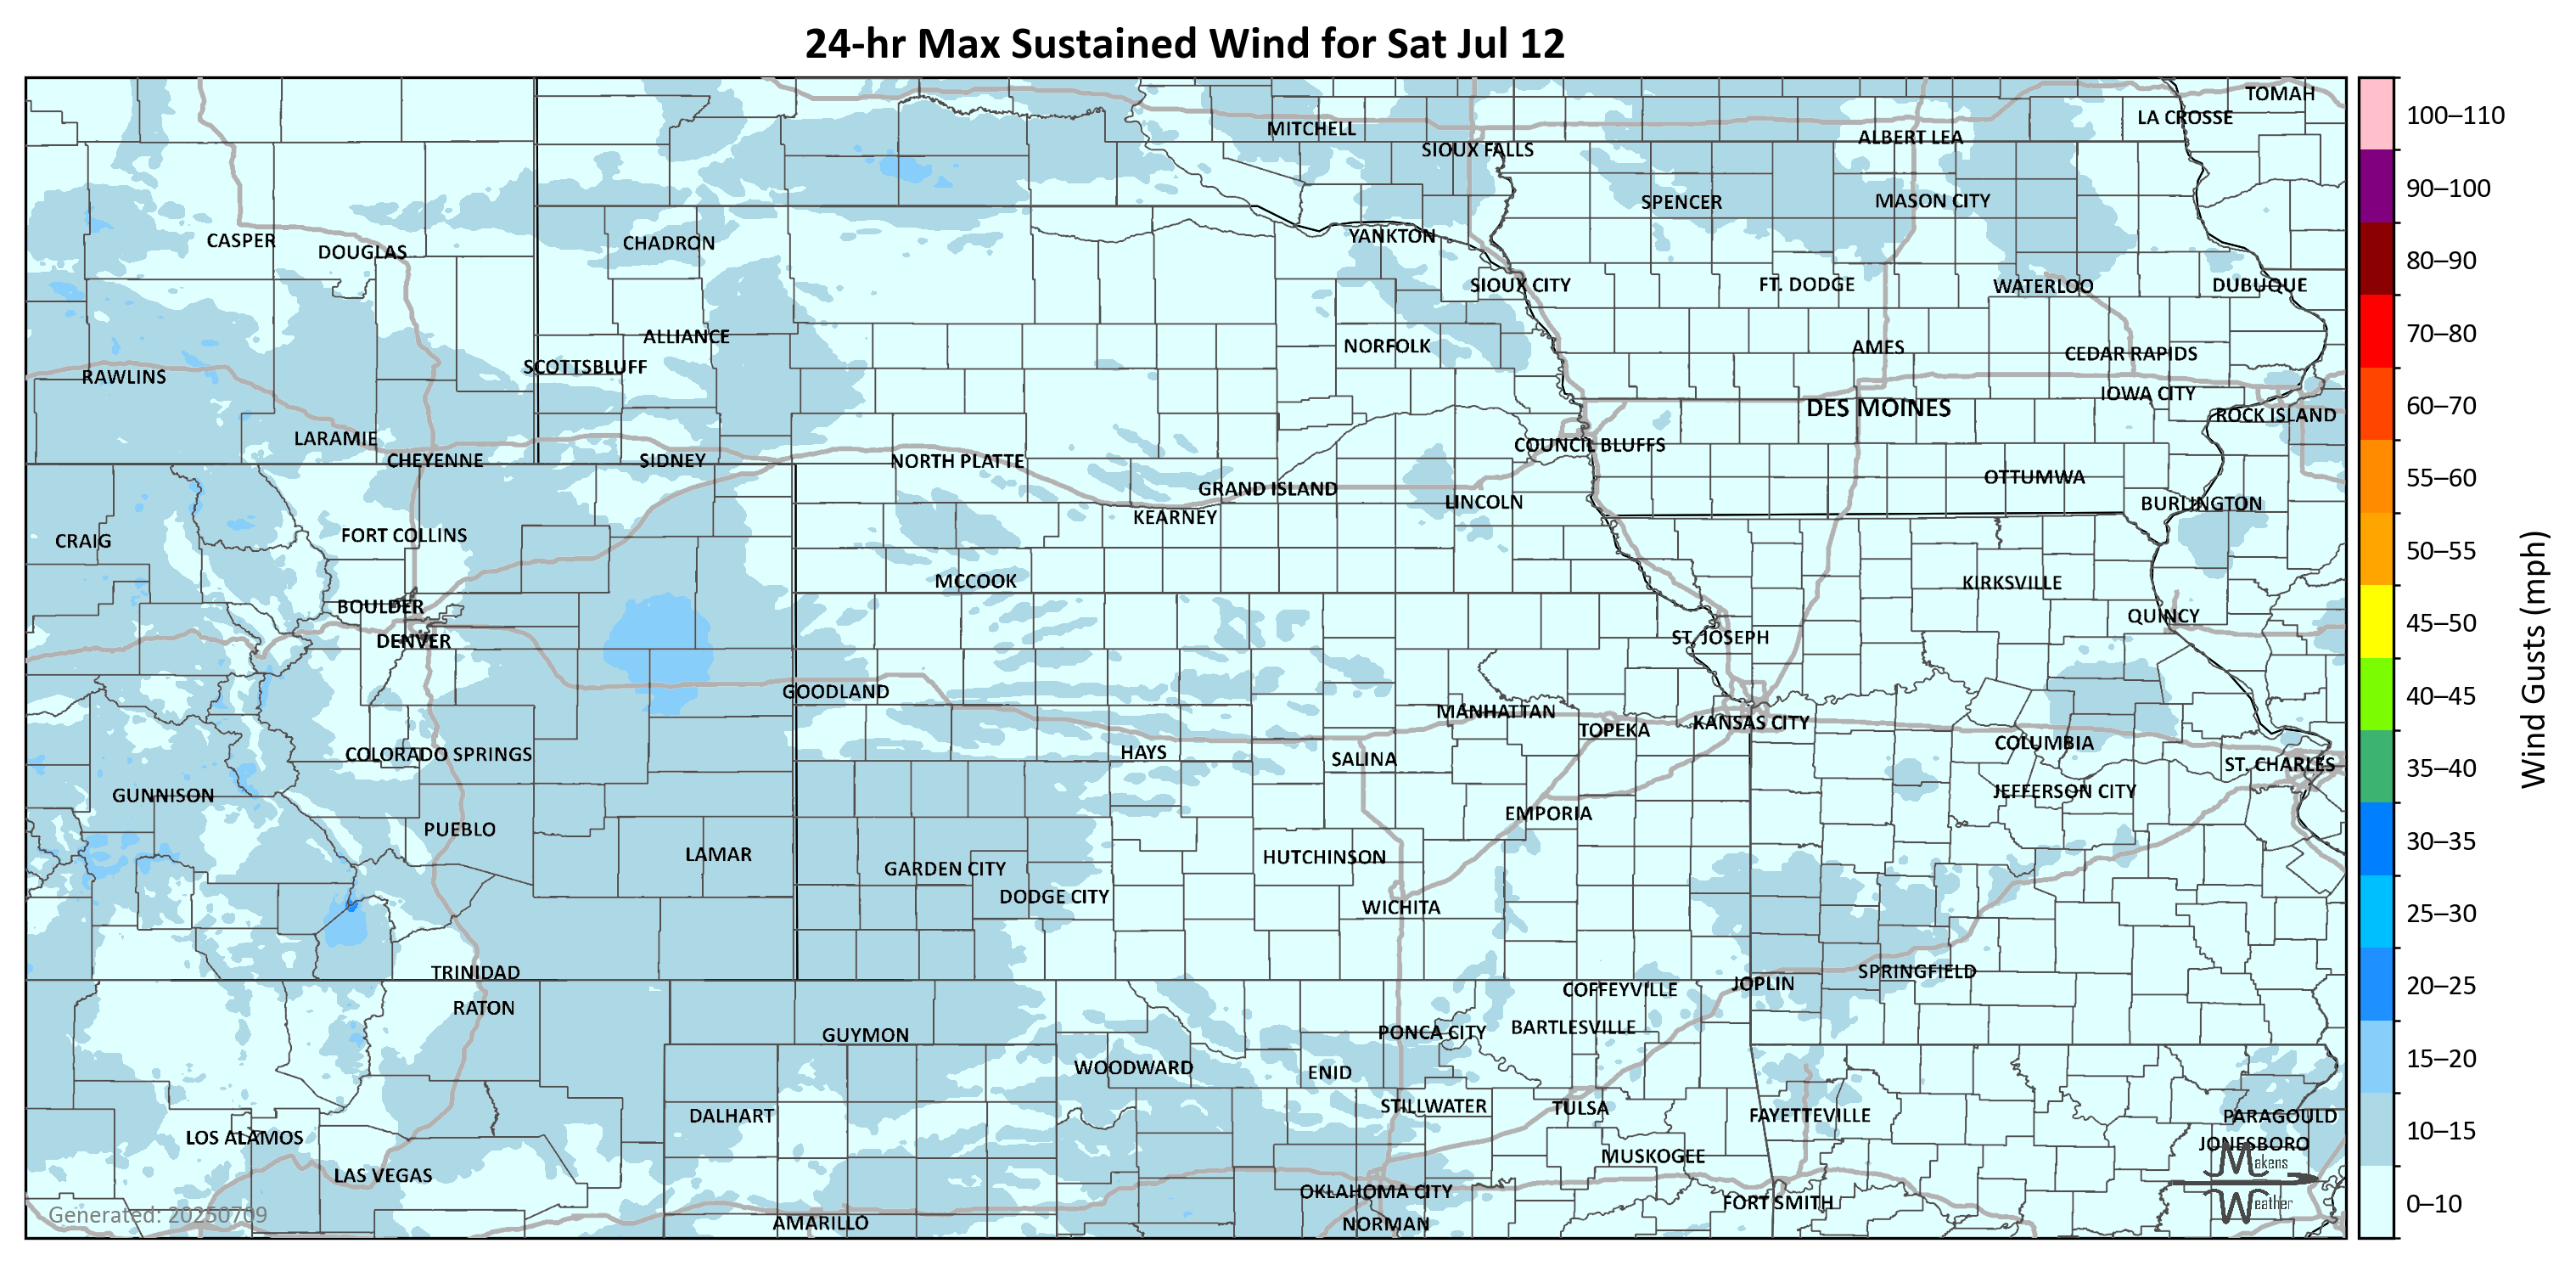 24-hr Max Sustained Wind for Sat Jul 12
TOMAH
LA CROSSE
MITCHELL
ALBERT LEA
SIOUX FALLS
SPENCER
MASON CITY
CASPER
DOUGLAS
CHADRON
YANKTON
SIOUX CITY
FT. DODGE
WATERLOO
DUBUQUE
ALLIANCE
NORFOLK
AMES
CEDAR RAPIDS
SCOTTSBLUFF
RAWLINS
IOWA CITY
DES MOINES
ROCK ISLAND
LARAMIE
COUNCIL BLUFFS
CHEYENNE
SIDNEY
NORTH PLATTE
OTTUMWA
GRAND ISLAND
LINCOLN
BURLINGTON
KEARNEY
CRAIG
FORT COLLINS
MCCOOK
KIRKSVILLE
BOULDER
QUINCY
DENVER
ST. JOSEPH
GOODLAND
MANHATTAN
TOPEKA
KANSAS CITY
COLUMBIA
COLORADO SPRINGS
HAYS
SALINA
ST. CHARLES
GUNNISON
JEFFERSON CITY
EMPORIA
PUEBLO
LAMAR
HUTCHINSON
GARDEN CITY
DODGE CITY
WICHITA
TRINIDAD
SPRINGFIELD
JOPLIN
COFFEYVILLE
RATON
GUYMON
PONCA CITY
BARTLESVILLE
WOODWARD
ENID
STILLWATER
TULSA
DALHART
FAYETTEVILLE
PARAGOULD
LOS ALAMOS
JONESBORO
MUSKOGEE
LAS VEGAS
OKLAHOMA CITY
FORT SMITH
AMARILLO
NORMAN
Generated: 20250709
Makens
Weather
100–110
90–100
80–90
70–80
60–70
55–60
50–55
45–50
40–45
35–40
30–35
25–30
20–25
15–20
10–15
0–10
Wind Gusts (mph)